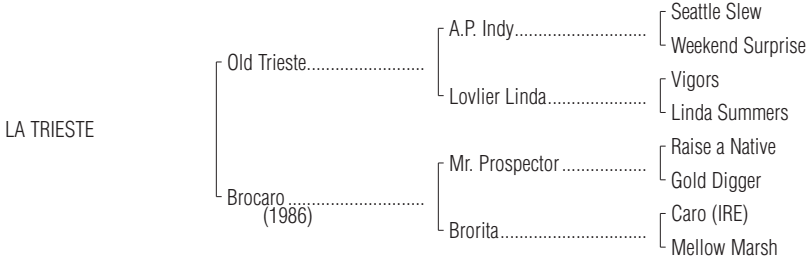 Seattle Slew
A.P. Indy..............................
Weekend Surprise
Old Trieste..........................
Vigors
Lovlier Linda......................
Linda Summers
LA TRIESTE
Raise a Native
Mr. Prospector...................
Gold Digger
Brocaro..............................
(1986)
Caro (IRE)
Brorita.................................
Mellow Marsh